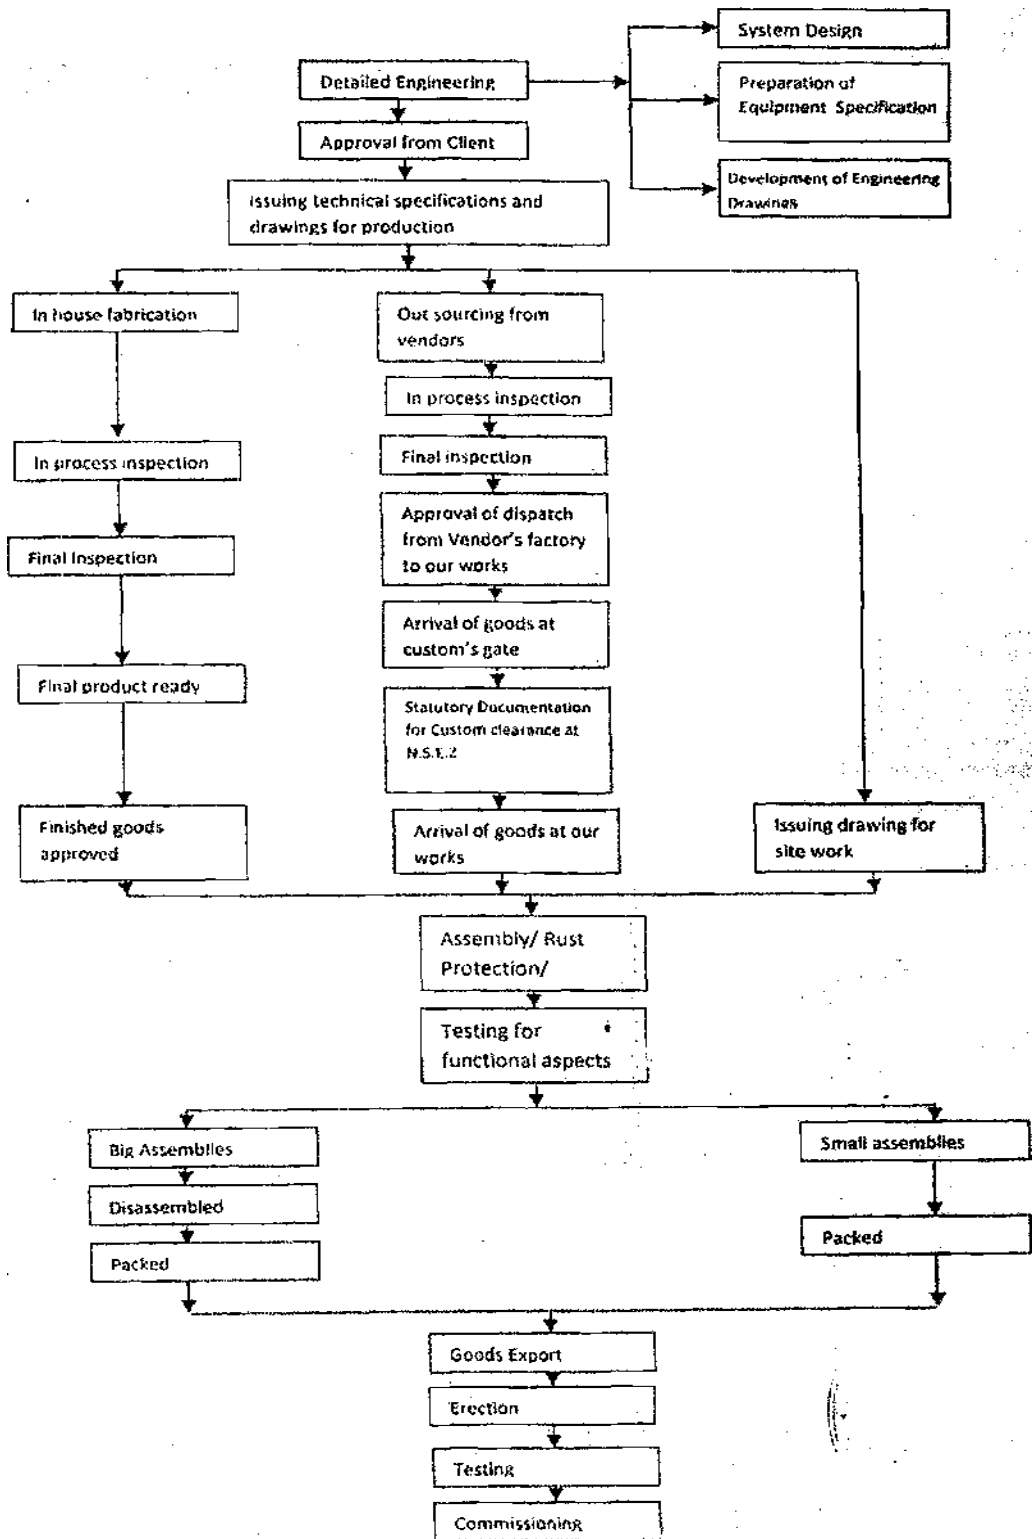 System Design
Detailed Engineering
Preparation of
Equipment Specification
Approval from Client
Development of Engineering
Drawings
Issuing technical specifications and
drawings for production
In house fabrication
Out sourcing from
vendors
In process inspection
In process inspection
Final inspection
Approval of dispatch
from Vendor's factory
to our works
Final Inspection
Arrival of goods at
custom's gate
Final product ready
Statutory Documentation
for Custom clearance at
N.S.E.Z
Finished goods
approved
Arrival of goods at our
works
Issuing drawing for
site work
Assembly/ Rust
Protection/
Testing for
functional aspects
Big Assemblies
Small assemblies
Disassembled
Packed
Packed
Goods Export
Erection
Testing
Commissioning